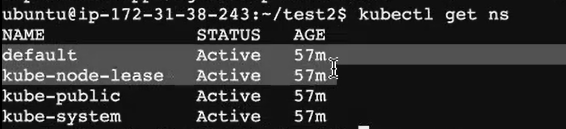 ubuntu@ip-172-31-38-243:~/test2$ kubectl get ns
NAME STATUS AGE
default Active 57m
kube-node-lease Active 57m
kube-public Active 57m
kube-system Active 57m